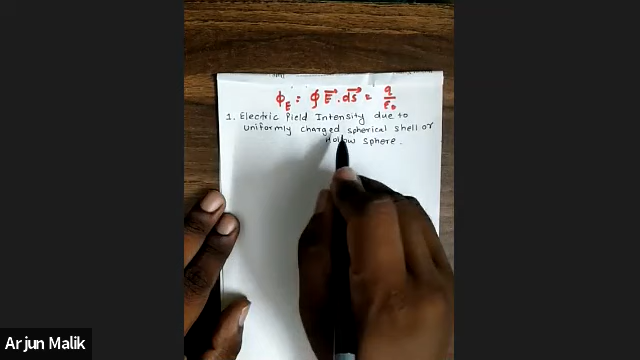 ϕE = ∮ E⃗ . ds⃗ = q/ε0
1. Electric Field Intensity due to
uniformly charged spherical shell or
Hollow sphere.
Arjun Malik